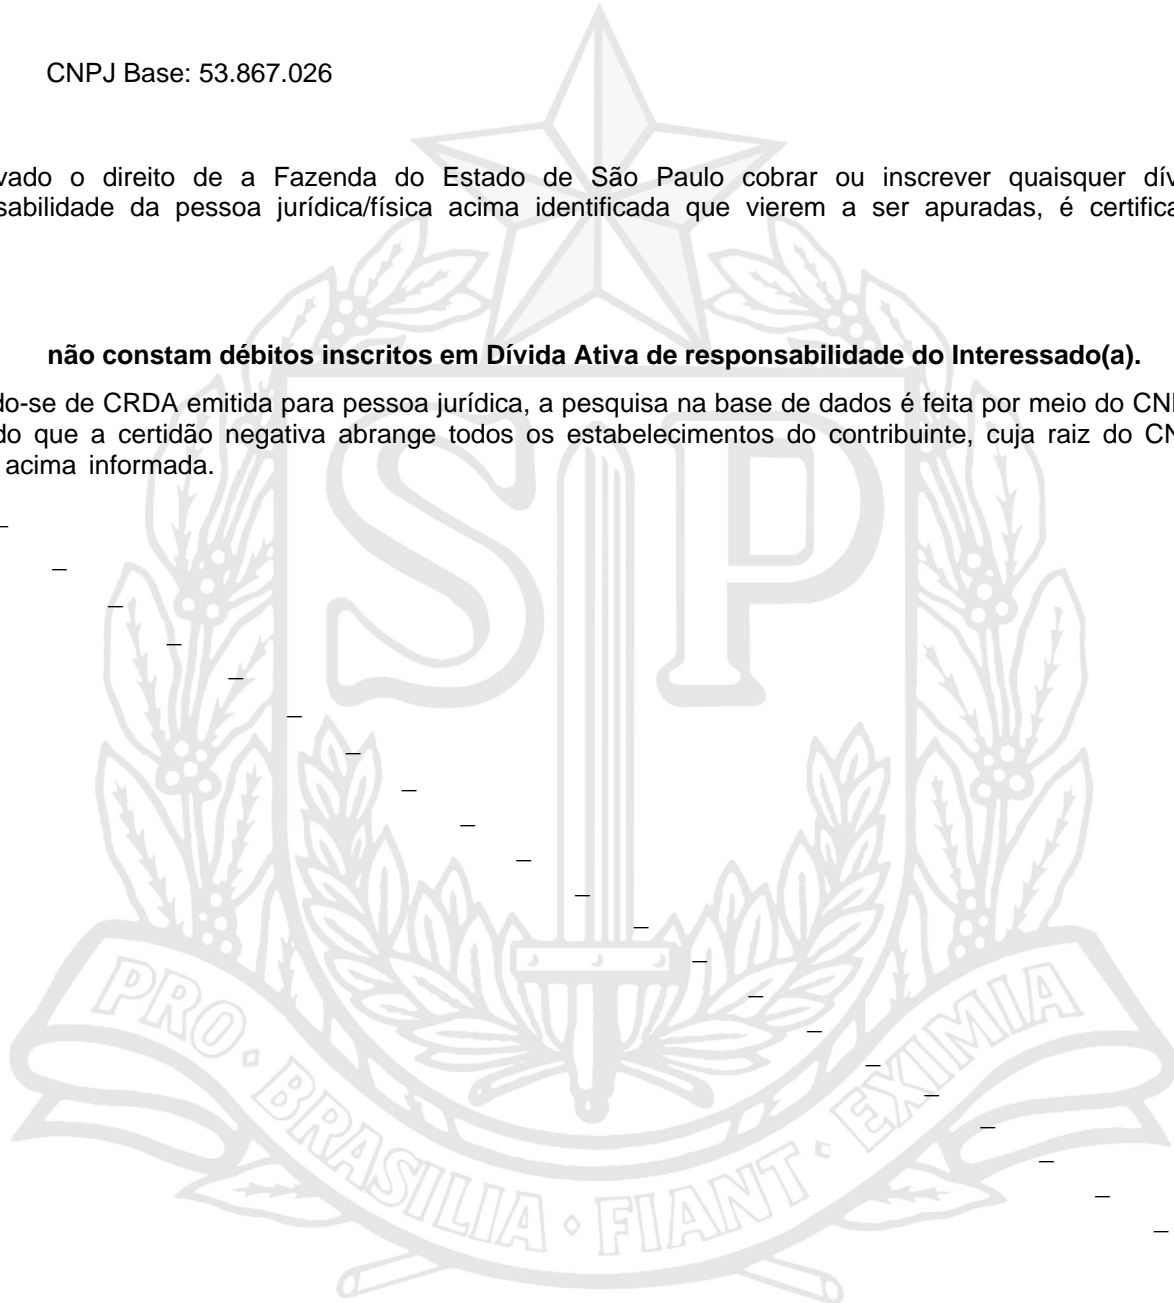 CNPJ Base: 53.867.026
vado o direito de a Fazenda do Estado de São Paulo cobrar ou inscrever quaisquer dív
sabilidade da pessoa jurídica/física acima identificada que vierem a ser apuradas, é certifica
não constam débitos inscritos em Dívida Ativa de responsabilidade do Interessado(a).
do-se de CRDA emitida para pessoa jurídica, a pesquisa na base de dados é feita por meio do CN
do que a certidão negativa abrange todos os estabelecimentos do contribuinte, cuja raiz do CN
acima informada.
SP
PRO · BRASILIA · FIANT · EXIMIA